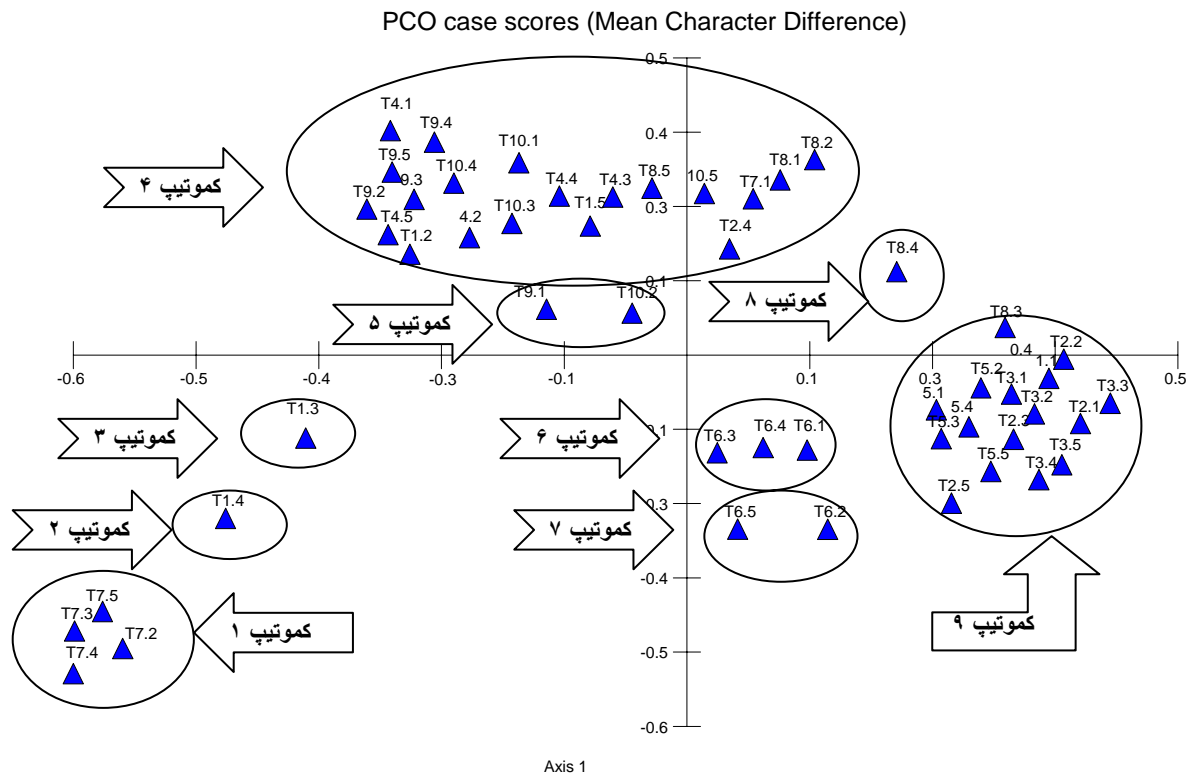 PCO case scores (Mean Character Difference)
0.5
T4.1
T9.4
0.4
T10.1
T8.2
T9.5
T10.4
T8.5
T8.1
کموتیپ ۴
9.3
T4.4
T4.3
10.5
T7.1
T9.2
0.3
T4.5
4.2
T10.3
T1.5
T2.4
T1.2
T8.4
0.1
T9.1
T10.2
کموتیپ ۸
کموتیپ ۵
T8.3
0.4
T2.2
1.1
-0.6
-0.4
-0.3
-0.1
0.1
0.3
0.5
T5.2
T3.1
T3.3
5.1
T3.2
T2.1
T1.3
5.4
T5.3
T2.3
کموتیپ ۳
کموتیپ ۶
T6.3
T6.4
T6.1
T3.5
T5.5
T3.4
T2.5
T1.4
-0.3
کموتیپ ۲
کموتیپ ۷
T6.5
T6.2
-0.4
T7.5
T7.3
T7.2
T7.4
کموتیپ ۱
کموتیپ ۹
-0.5
-0.6
Axis 1